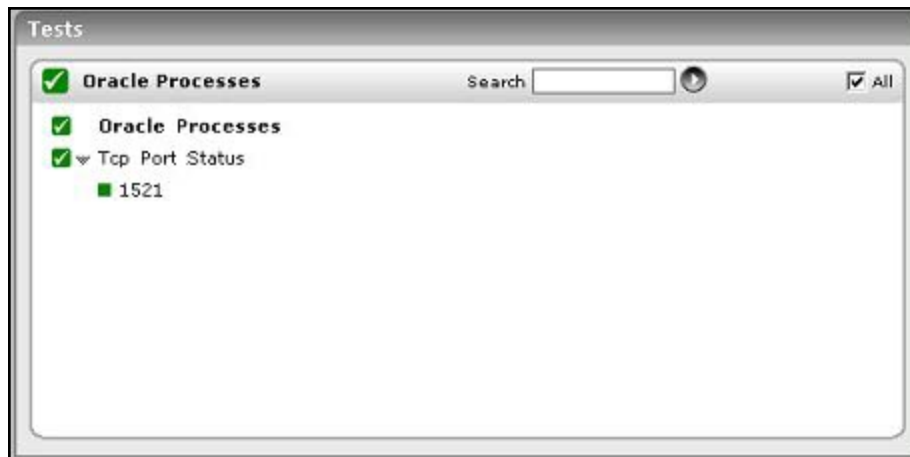 Tests
Oracle Processes Search All
Oracle Processes
Tcp Port Status
1521